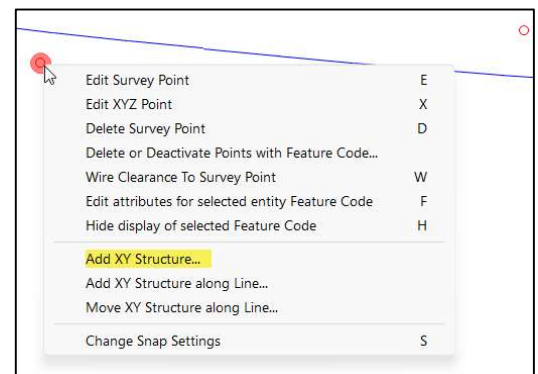 Edit Survey Point E
Edit XYZ Point X
Delete Survey Point D
Delete or Deactivate Points with Feature Code...
Wire Clearance To Survey Point W
Edit attributes for selected entity Feature Code F
Hide display of selected Feature Code H
Add XY Structure...
Add XY Structure along Line...
Move XY Structure along Line...
Change Snap Settings S